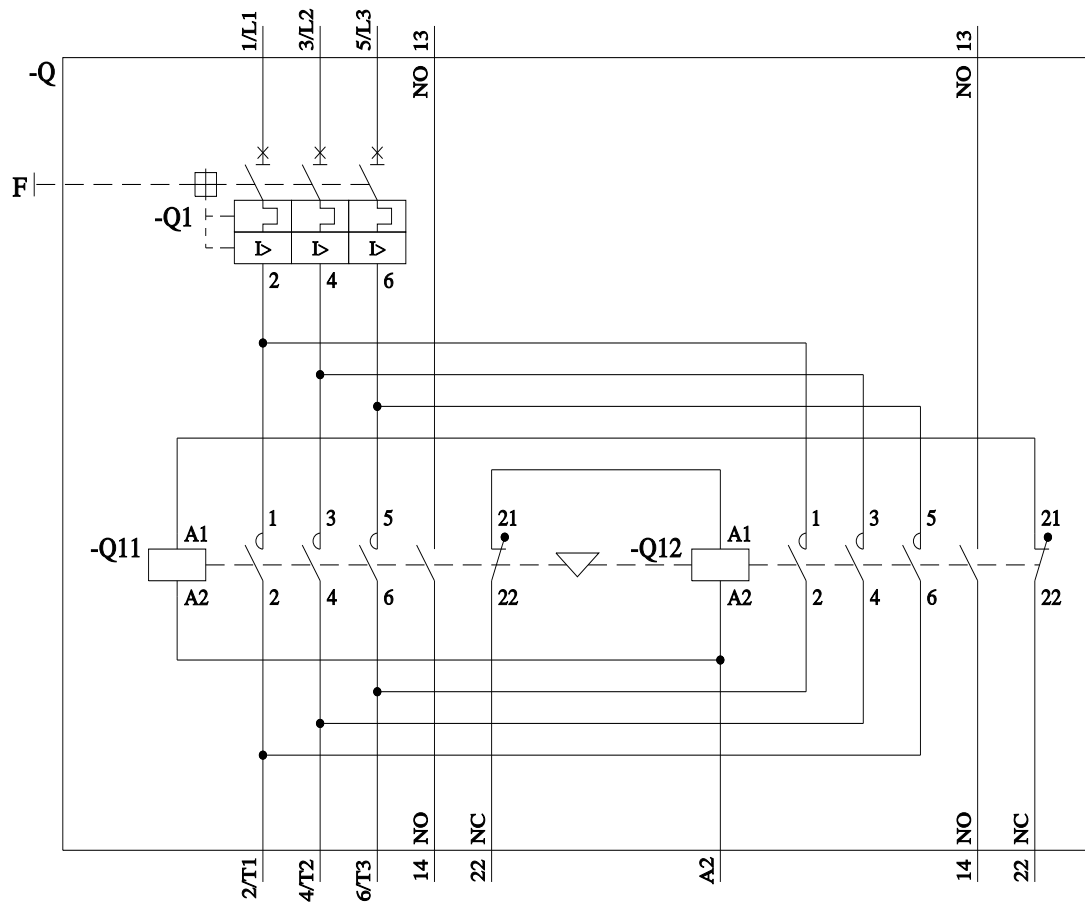 1/L1 3/L2 5/L3 13 13
-Q NO NO
F
-Q1
I> I> I>
2 4 6
1 3 5 21 1 3 5 21
A1 A1
-Q11 -Q12
A2 2 4 6 22 A2 2 4 6 22
NO NC NO NC
2/T1 4/T2 6/T3 14 22 A2 14 22